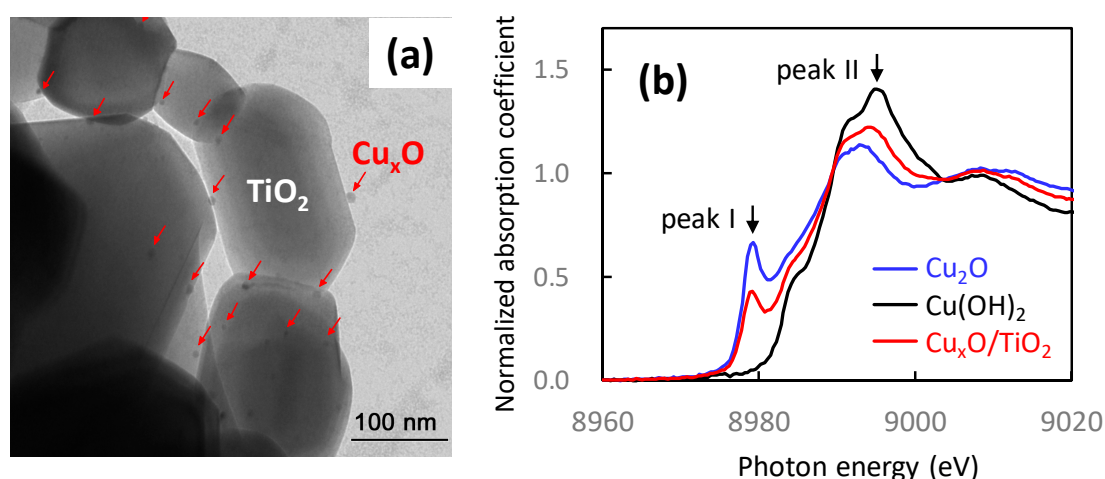 (a)
CuxO
TiO2
100 nm
(b)
Normalized absorption coefficient
1.5
1.0
0.5
0.0
peak II
peak I
Cu2O
Cu(OH)2
CuxO/TiO2
8960
8980
9000
9020
Photon energy (eV)